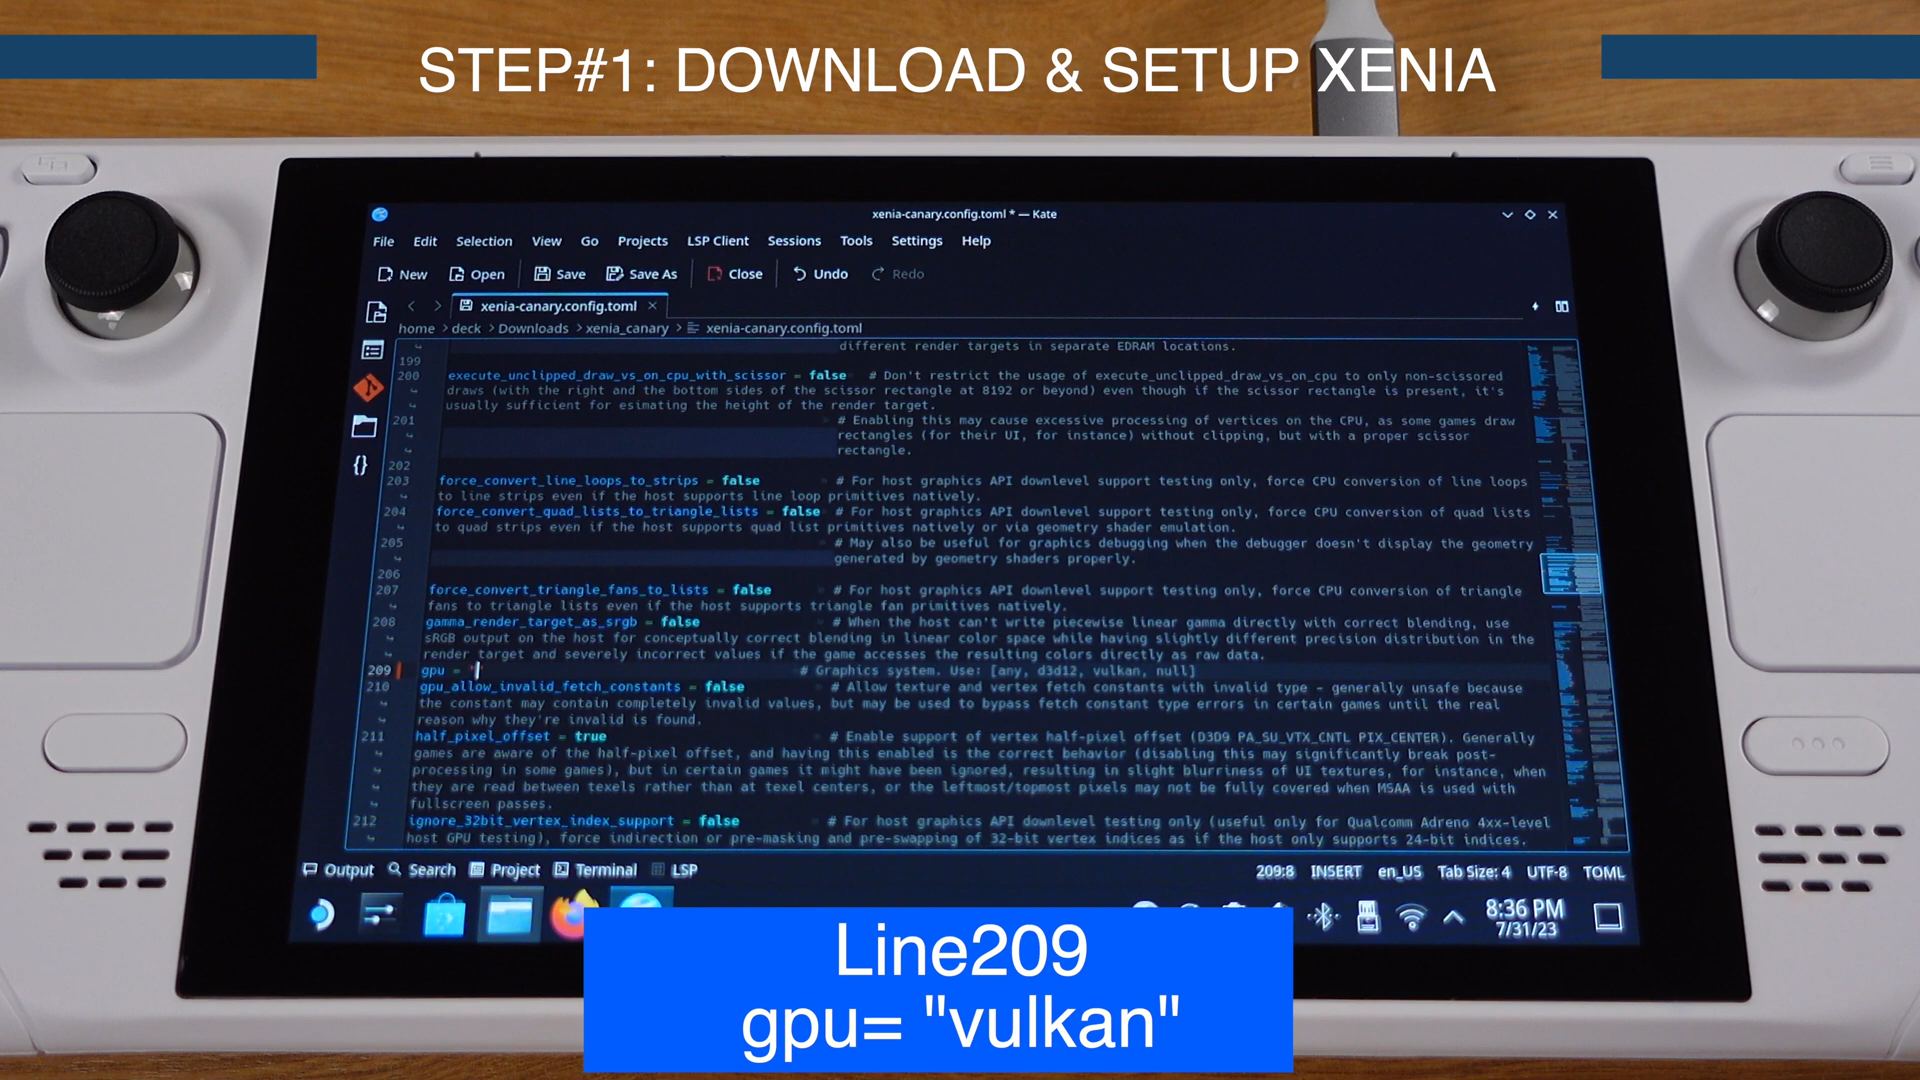 STEP#1: DOWNLOAD & SETUP XENIA
xenia-canary.config.toml * — Kate
File Edit Selection View Go Projects LSP Client Sessions Tools Settings Help
New Open Save Save As Close Undo Redo
xenia-canary.config.toml
home > deck > Downloads > xenia_canary > xenia-canary.config.toml
different render targets in separate EDRAM locations.
199
200 execute_unclipped_draw_vs_on_cpu_with_scissor = false # Don't restrict the usage of execute_unclipped_draw_vs_on_cpu to only non-scissored
draws (with the right and the bottom sides of the scissor rectangle at 8192 or beyond) even though if the scissor rectangle is present, it's
usually sufficient for esimating the height of the render target.
201 # Enabling this may cause excessive processing of vertices on the CPU, as some games draw
rectangles (for their UI, for instance) without clipping, but with a proper scissor
rectangle.
202
203 force_convert_line_loops_to_strips = false # For host graphics API downlevel support testing only, force CPU conversion of line loops
to line strips even if the host supports line loop primitives natively.
204 force_convert_quad_lists_to_triangle_lists = false # For host graphics API downlevel support testing only, force CPU conversion of quad lists
to quad strips even if the host supports quad list primitives natively or via geometry shader emulation.
205 # May also be useful for graphics debugging when the debugger doesn't display the geometry
generated by geometry shaders properly.
206
207 force_convert_triangle_fans_to_lists = false # For host graphics API downlevel support testing only, force CPU conversion of triangle
fans to triangle lists even if the host supports triangle fan primitives natively.
208 gamma_render_target_as_srgb = false # When the host can't write piecewise linear gamma directly with correct blending, use
sRGB output on the host for conceptually correct blending in linear color space while having slightly different precision distribution in the
render target and severely incorrect values if the game accesses the resulting colors directly as raw data.
209 gpu = " # Graphics system. Use: [any, d3d12, vulkan, null]
210 gpu_allow_invalid_fetch_constants = false # Allow texture and vertex fetch constants with invalid type - generally unsafe because
the constant may contain completely invalid values, but may be used to bypass fetch constant type errors in certain games until the real
reason why they're invalid is found.
211 half_pixel_offset = true # Enable support of vertex half-pixel offset (D3D9 PA_SU_VTX_CNTL PIX_CENTER). Generally
games are aware of the half-pixel offset, and having this enabled is the correct behavior (disabling this may significantly break post-
processing in some games), but in certain games it might have been ignored, resulting in slight blurriness of UI textures, for instance, when
they are read between texels rather than at texel centers, or the leftmost/topmost pixels may not be fully covered when MSAA is used with
fullscreen passes.
212 ignore_32bit_vertex_index_support = false # For host graphics API downlevel testing only (useful only for Qualcomm Adreno 4xx-level
host GPU testing), force indirection or pre-masking and pre-swapping of 32-bit vertex indices as if the host only supports 24-bit indices.
Output Search Project Terminal LSP 209:8 INSERT en_US Tab Size: 4 UTF-8 TOML
8:36 PM
7/31/23
Line209
gpu= "vulkan"